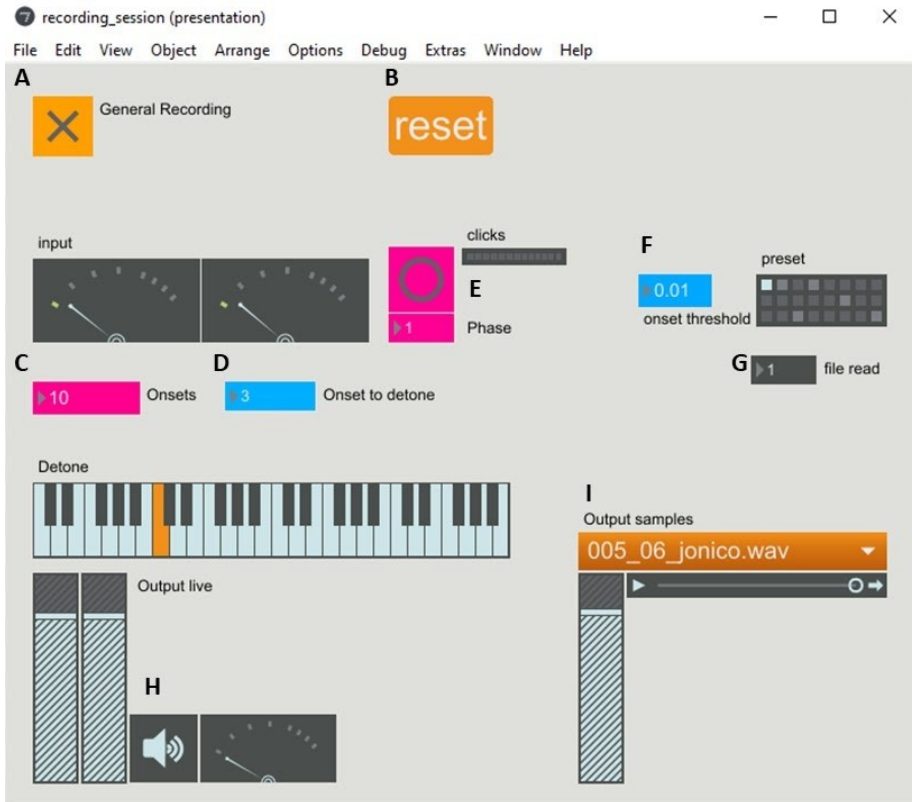 recording_session (presentation)
File Edit View Object Arrange Options Debug Extras Window Help
A B
General Recording
reset
input
clicks
E
1
Phase
F
preset
0.01
onset threshold
C D
10
Onsets
3
Onset to detone
G
1
file read
Detone
I
Output samples
005_06_jonico.wav
Output live
H